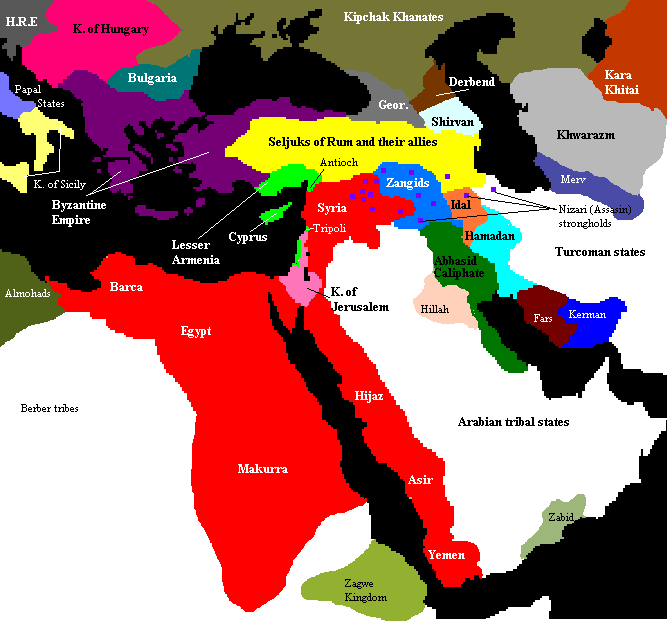 H.R.E
K. of Hungary
Kipchak Khanates
Bulgaria
Papal
States
Derbend
Kara
Khitai
Geor.
Shirvan
Khwarazm
Seljuks of Rum and their allies
Antioch
K. of Sicily
Zangids
Merv
Byzantine
Empire
Syria
Idal
Nizari (Assasin)
strongholds
Lesser
Armenia
Cyprus
Tripoli
Hamadan
Turcoman states
Abbasid
Caliphate
Almohads
Barca
K. of
Jerusalem
Hillah
Fars
Kerman
Egypt
Berber tribes
Hijaz
Arabian tribal states
Makurra
Asir
Zabid
Yemen
Zagwe
Kingdom